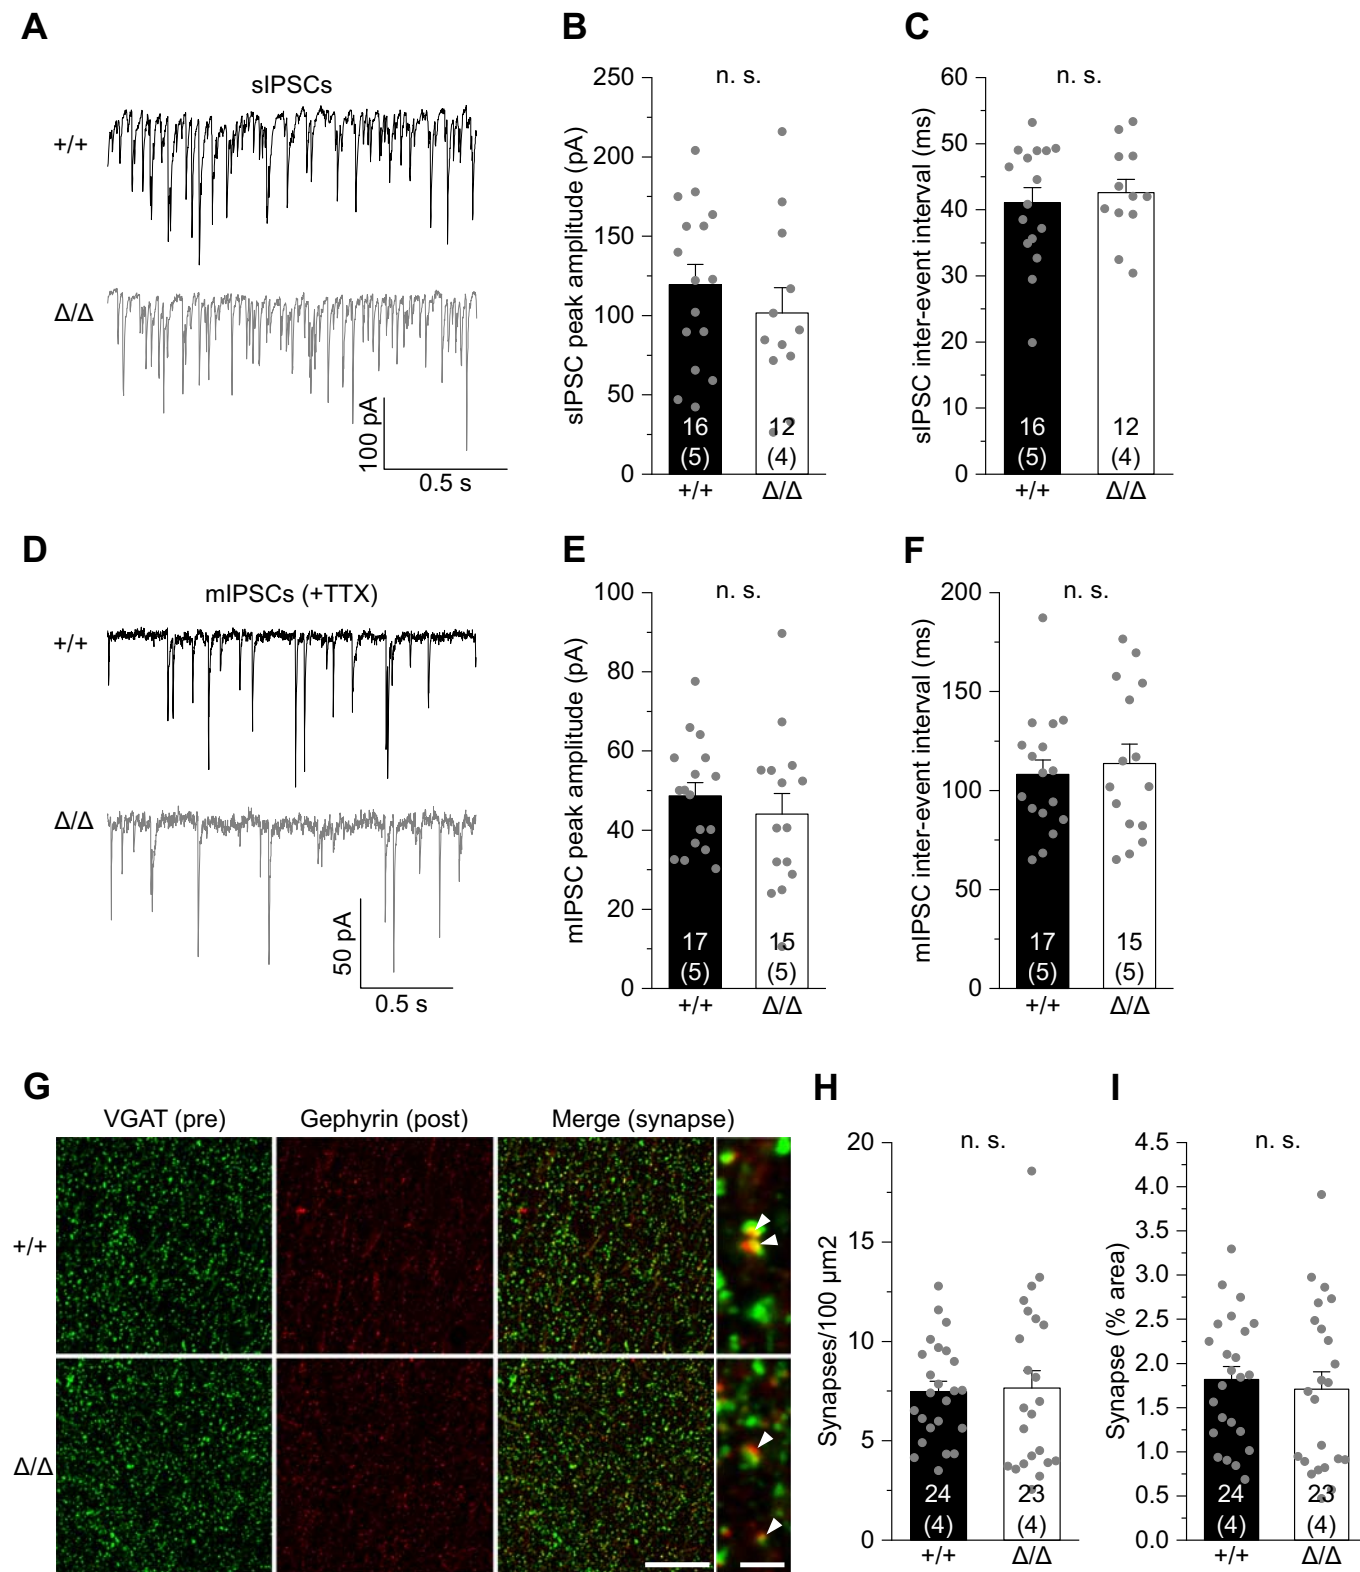 A
sIPSCs
+/+
Δ/Δ
100 pA
0.5 s
B
n. s.
sIPSC peak amplitude (pA)
250
200
150
100
50
0
16
(5)
12
(4)
+/+
Δ/Δ
C
n. s.
sIPSC inter-event interval (ms)
60
50
40
30
20
10
0
16
(5)
12
(4)
+/+
Δ/Δ
D
mIPSCs (+TTX)
+/+
Δ/Δ
50 pA
0.5 s
E
n. s.
mIPSC peak amplitude (pA)
100
80
60
40
20
0
17
(5)
15
(5)
+/+
Δ/Δ
F
n. s.
mIPSC inter-event interval (ms)
200
150
100
50
0
17
(5)
15
(5)
+/+
Δ/Δ
G
VGAT (pre)
Gephyrin (post)
Merge (synapse)
+/+
Δ/Δ
H
n. s.
Synapses/100 µm2
20
15
10
5
0
24
(4)
23
(4)
+/+
Δ/Δ
I
n. s.
Synapse (% area)
4.5
4.0
3.5
3.0
2.5
2.0
1.5
1.0
0.5
0.0
24
(4)
23
(4)
+/+
Δ/Δ